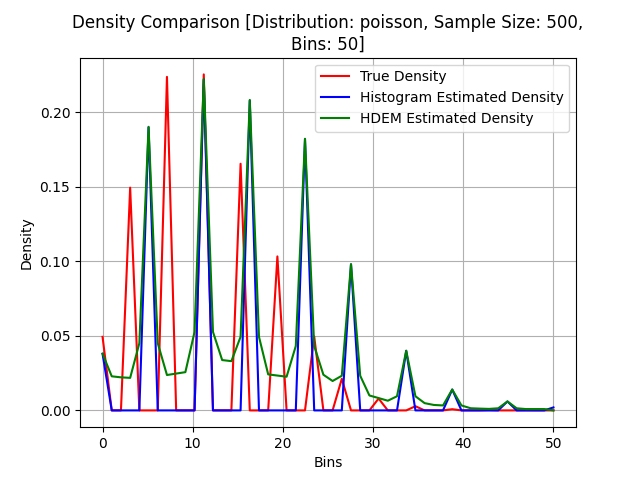 Density Comparison [Distribution: poisson, Sample Size: 500,
Bins: 50]
True Density
Histogram Estimated Density
HDEM Estimated Density
Density
0.20
0.15
0.10
0.05
0.00
0 10 20 30 40 50
Bins